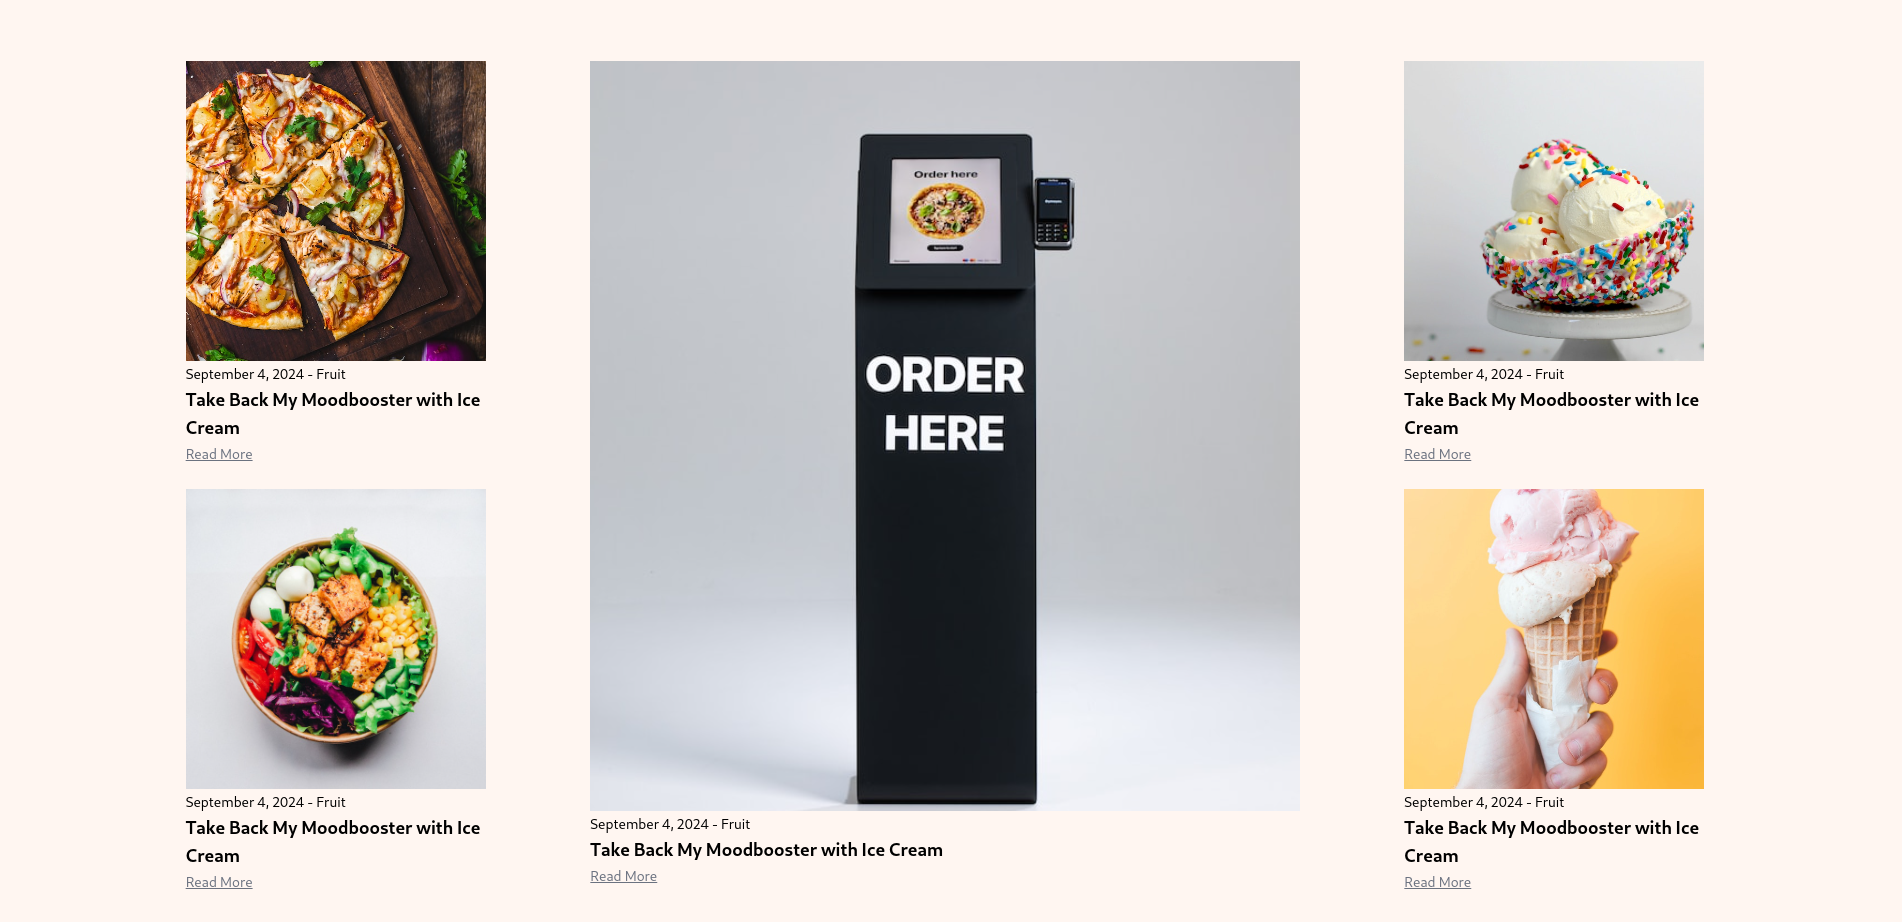 September 4, 2024 - Fruit
Take Back My Moodbooster with Ice
Cream
Read More
September 4, 2024 - Fruit
Take Back My Moodbooster with Ice
Cream
Read More
Order here
ORDER
HERE
September 4, 2024 - Fruit
Take Back My Moodbooster with Ice Cream
Read More
September 4, 2024 - Fruit
Take Back My Moodbooster with Ice
Cream
Read More
September 4, 2024 - Fruit
Take Back My Moodbooster with Ice
Cream
Read More